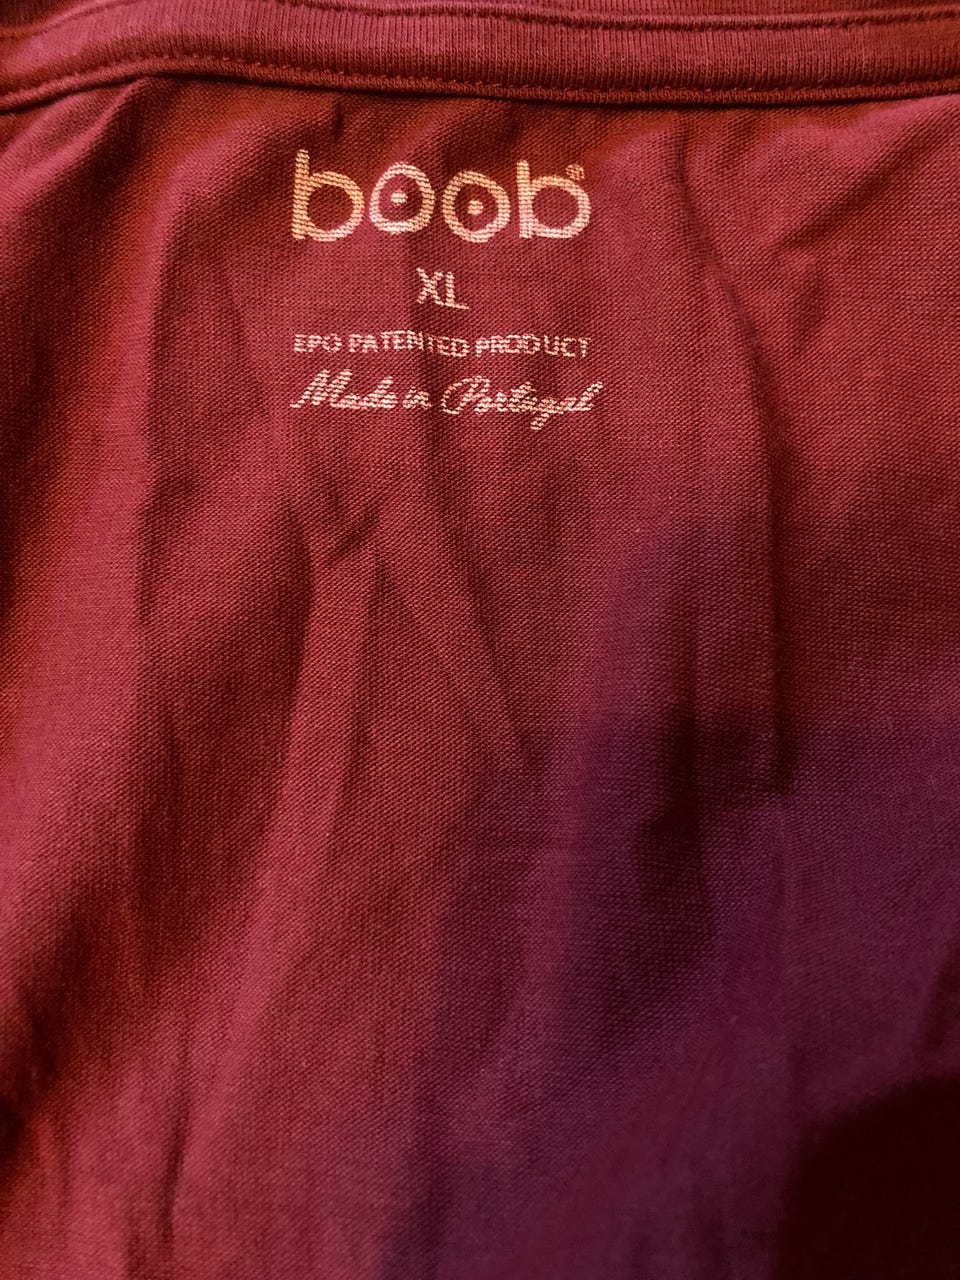 boob®
XL
EPO PATENTED PRODUCT
Made in Portugal